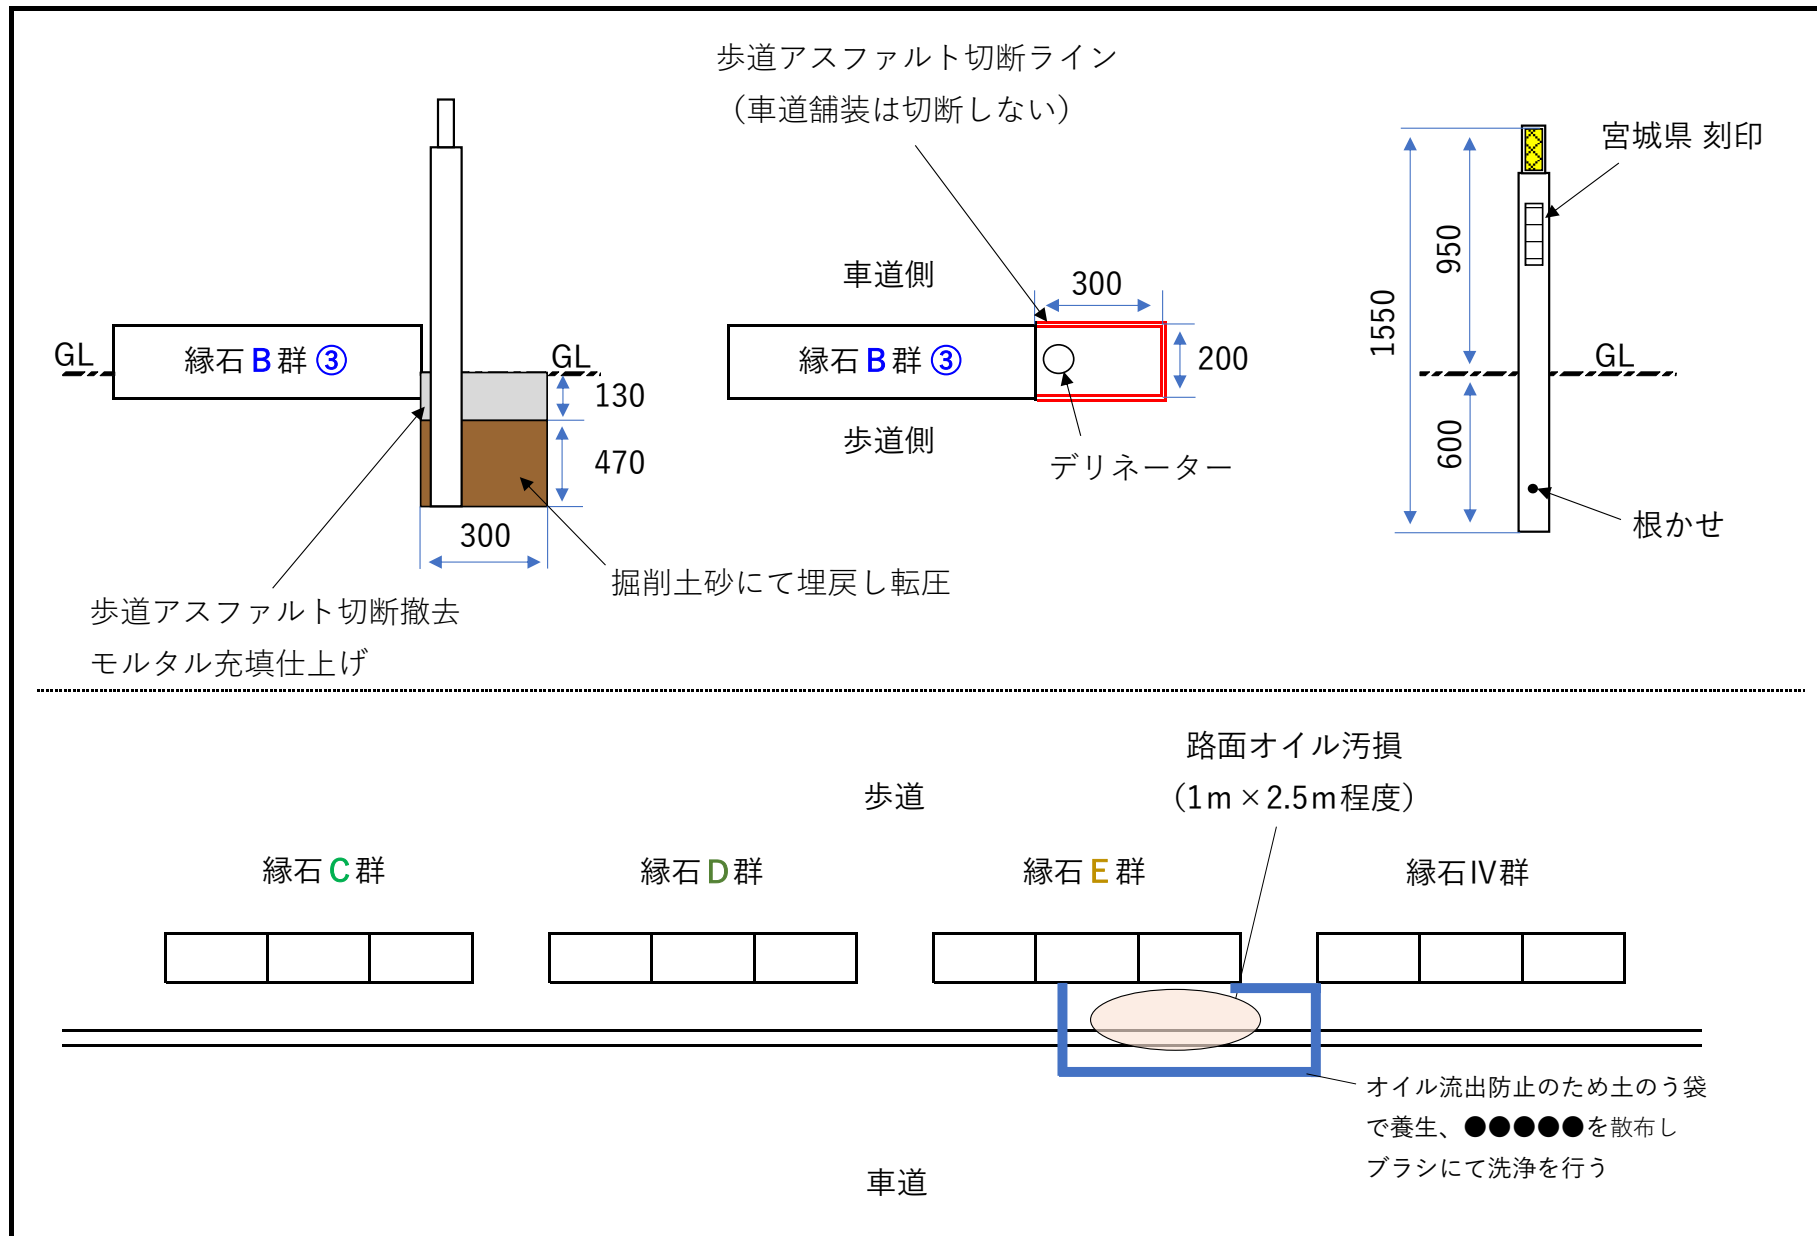 歩道アスファルト切断ライン
（車道舗装は切断しない）
宮城県 刻印
車道側
300
950
1550
GL
縁石B群③
GL
130
縁石B群③
200
GL
歩道側
470
デリネーター
600
300
根かせ
掘削土砂にて埋戻し転圧
歩道アスファルト切断撤去
モルタル充填仕上げ
路面オイル汚損
（1m×2.5m程度）
歩道
縁石C群
縁石D群
縁石E群
縁石Ⅳ群
オイル流出防止のため土のう袋
で養生、●●●●●を散布し
ブラシにて洗浄を行う
車道